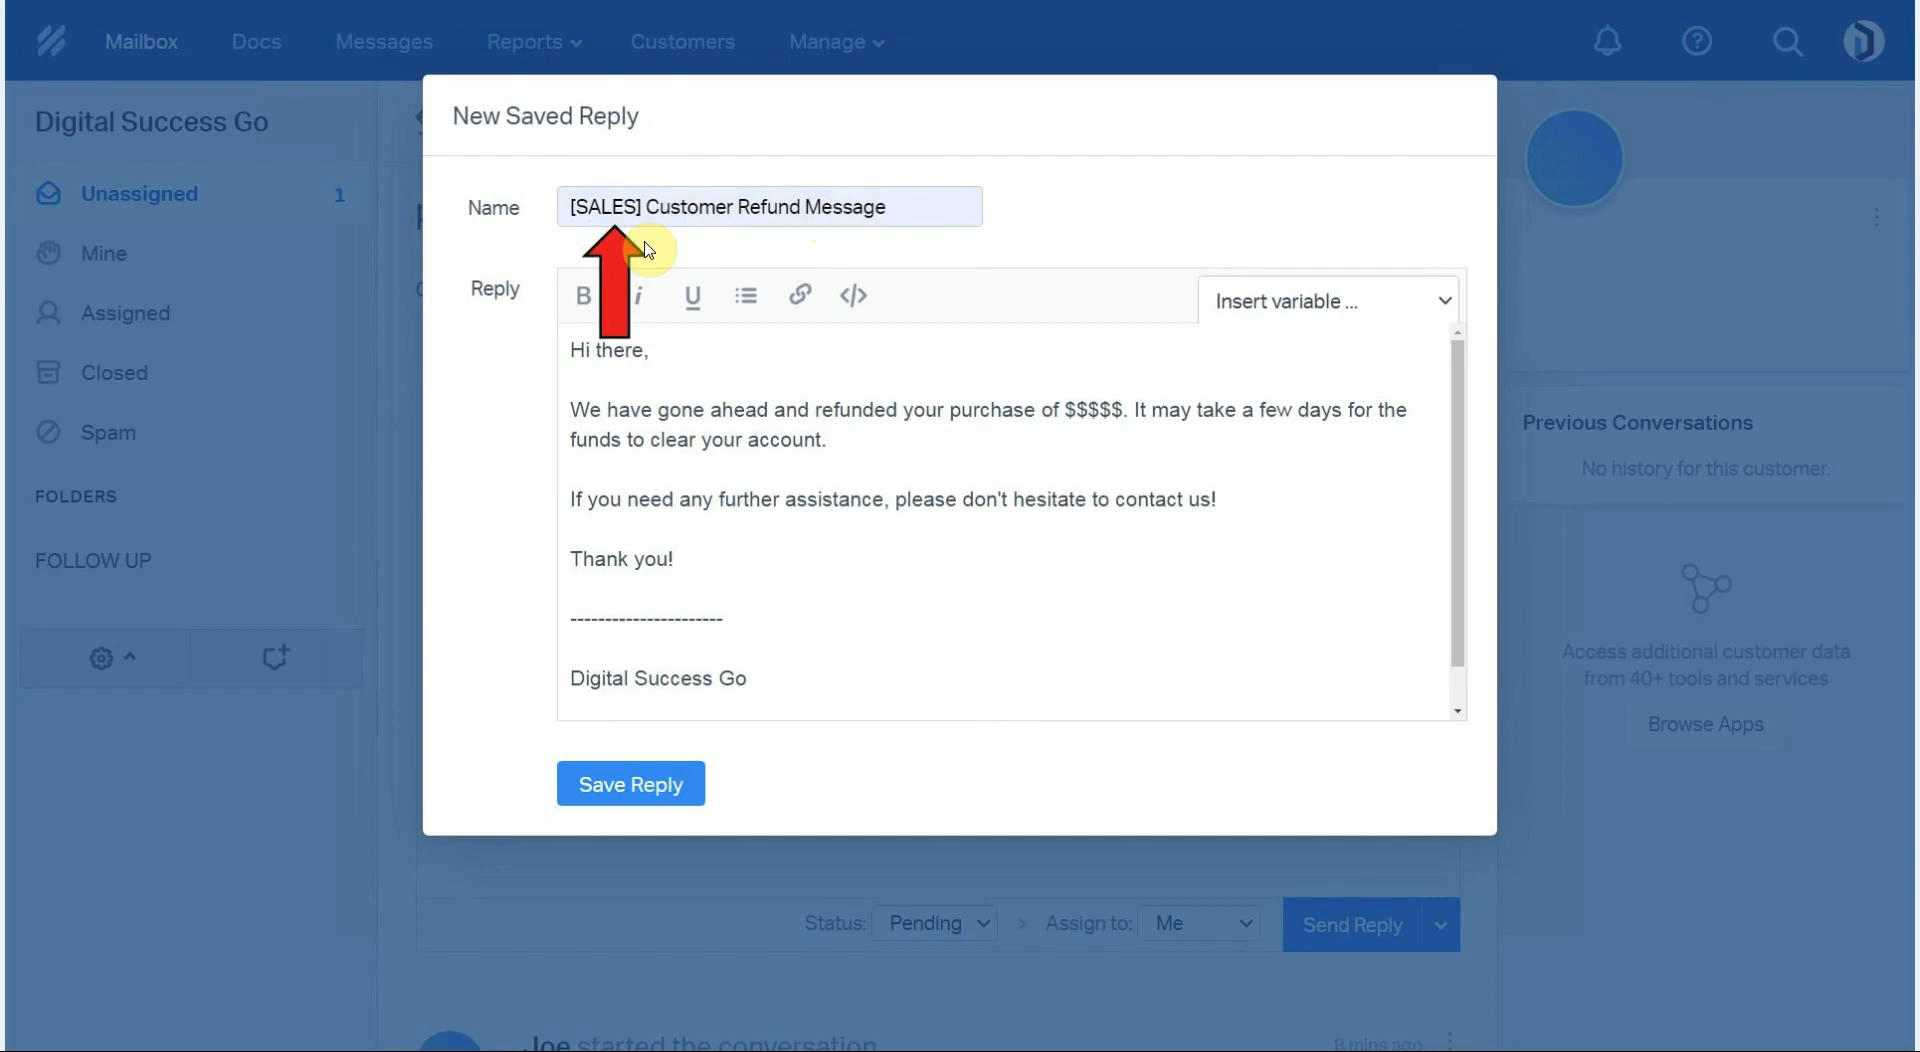 Mailbox
Docs
Messages
Reports
Customers
Manage
Digital Success Go
Unassigned
1
Mine
Assigned
Closed
Spam
FOLDERS
FOLLOW UP
New Saved Reply
Name
[SALES] Customer Refund Message
Reply
B
i
U
</>
Insert variable ...
Hi there,
We have gone ahead and refunded your purchase of $$$$$. It may take a few days for the
funds to clear your account.
If you need any further assistance, please don't hesitate to contact us!
Thank you!
----------------------
Digital Success Go
Save Reply
Status:
Pending
>
Assign to:
Me
Send Reply
Joe started the conversation
8 mins ago
Previous Conversations
No history for this customer.
Access additional customer data
from 40+ tools and services
Browse Apps